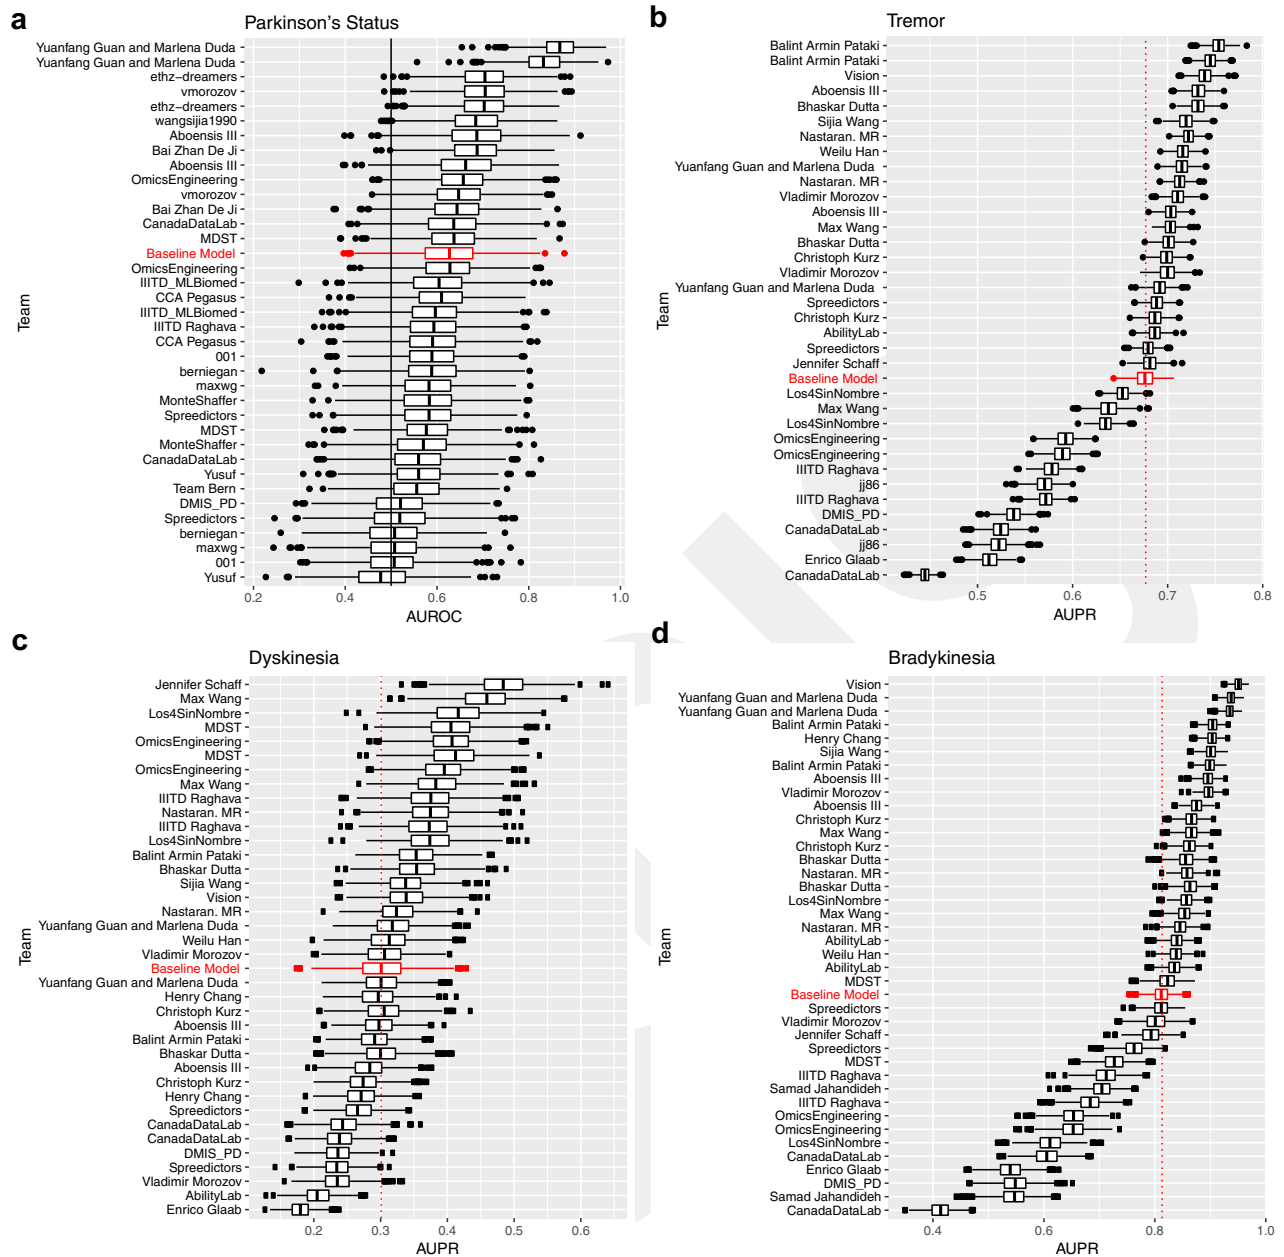 a
Parkinson's Status
Yuanfang Guan and Marlena Duda
Yuanfang Guan and Marlena Duda
ethz-dreamers
vmorozov
ethz-dreamers
wangsijia1990
Aboensis III
Bai Zhan De Ji
Aboensis III
OmicsEngineering
vmorozov
Bai Zhan De Ji
CanadaDataLab
MDST
Baseline Model
OmicsEngineering
IIITD_MLBiomed
CCA Pegasus
IIITD_MLBiomed
IIITD Raghava
CCA Pegasus
001
berniegan
maxwg
MonteShaffer
Spreedictors
MDST
MonteShaffer
CanadaDataLab
Yusuf
Team Bern
DMIS_PD
Spreedictors
berniegan
maxwg
001
Yusuf
Team
0.2 0.4 0.6 0.8 1.0
AUROC
b
Tremor
Balint Armin Pataki
Balint Armin Pataki
Vision
Aboensis III
Bhaskar Dutta
Sijia Wang
Nastaran. MR
Weilu Han
Yuanfang Guan and Marlena Duda
Nastaran. MR
Vladimir Morozov
Aboensis III
Max Wang
Bhaskar Dutta
Christoph Kurz
Vladimir Morozov
Yuanfang Guan and Marlena Duda
Spreedictors
Christoph Kurz
AbilityLab
Spreedictors
Jennifer Schaff
Baseline Model
Los4SinNombre
Max Wang
Los4SinNombre
OmicsEngineering
OmicsEngineering
IIITD Raghava
jj86
IIITD Raghava
DMIS_PD
CanadaDataLab
jj86
Enrico Glaab
CanadaDataLab
Team
0.5 0.6 0.7 0.8
AUPR
c
Dyskinesia
Jennifer Schaff
Max Wang
Los4SinNombre
MDST
OmicsEngineering
MDST
OmicsEngineering
Max Wang
IIITD Raghava
Nastaran. MR
IIITD Raghava
Los4SinNombre
Balint Armin Pataki
Bhaskar Dutta
Sijia Wang
Vision
Nastaran. MR
Yuanfang Guan and Marlena Duda
Weilu Han
Vladimir Morozov
Baseline Model
Yuanfang Guan and Marlena Duda
Henry Chang
Christoph Kurz
Aboensis III
Balint Armin Pataki
Bhaskar Dutta
Aboensis III
Christoph Kurz
Henry Chang
Spreedictors
CanadaDataLab
CanadaDataLab
DMIS_PD
Spreedictors
Vladimir Morozov
AbilityLab
Enrico Glaab
Team
0.2 0.3 0.4 0.5 0.6
AUPR
d
Bradykinesia
Vision
Yuanfang Guan and Marlena Duda
Yuanfang Guan and Marlena Duda
Balint Armin Pataki
Henry Chang
Sijia Wang
Balint Armin Pataki
Aboensis III
Vladimir Morozov
Aboensis III
Christoph Kurz
Max Wang
Christoph Kurz
Bhaskar Dutta
Nastaran. MR
Bhaskar Dutta
Los4SinNombre
Max Wang
Nastaran. MR
AbilityLab
Weilu Han
AbilityLab
MDST
Baseline Model
Spreedictors
Vladimir Morozov
Jennifer Schaff
Spreedictors
MDST
IIITD Raghava
Samad Jahandideh
IIITD Raghava
OmicsEngineering
OmicsEngineering
Los4SinNombre
CanadaDataLab
Enrico Glaab
DMIS_PD
Samad Jahandideh
CanadaDataLab
Team
0.4 0.6 0.8 1.0
AUPR